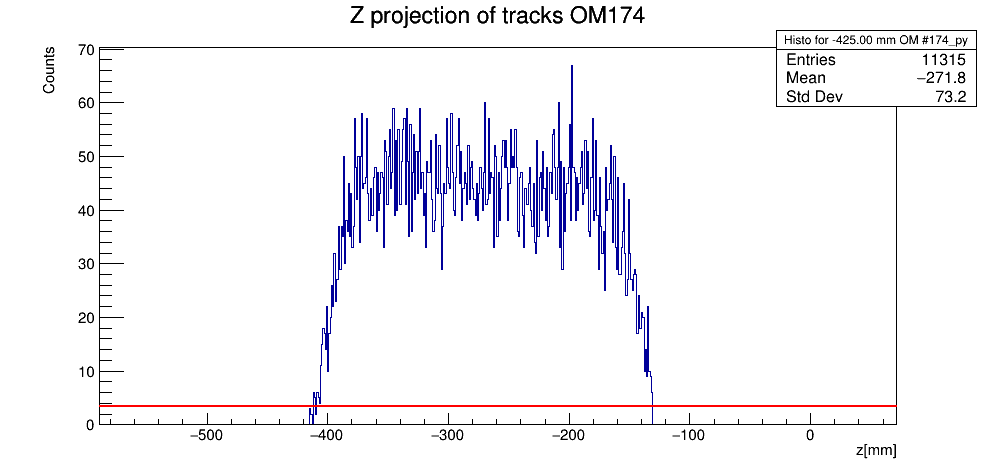 Z projection of tracks OM174
Histo for -425.00 mm OM #174_py
Entries 11315
Mean −271.8
Std Dev 73.2
Counts
70
60
50
40
30
20
10
0
−500 −400 −300 −200 −100 0
z[mm]